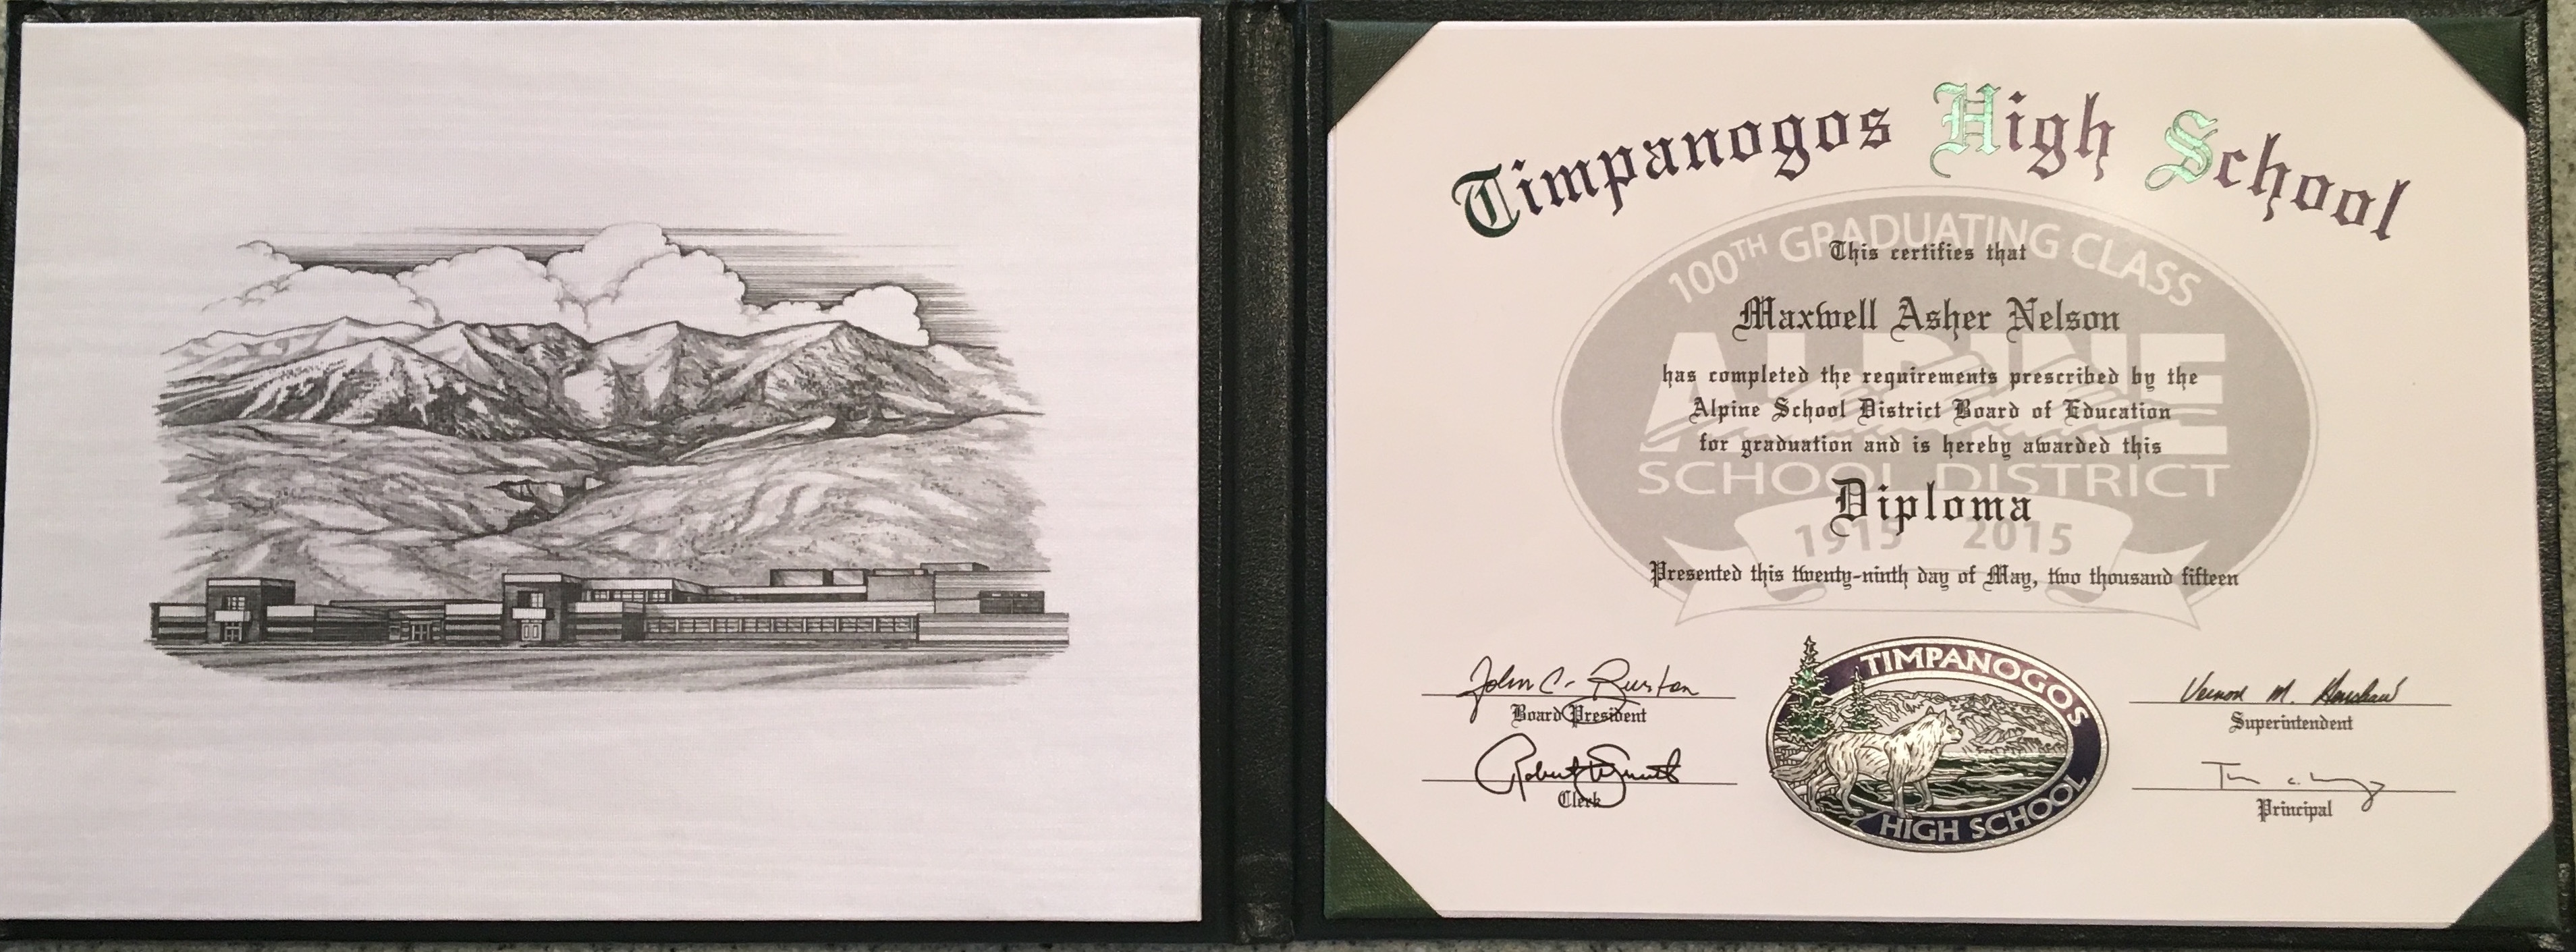 Timpanogos High School
100TH GRADUATING CLASS
This certifies that
Maxwell Asher Nelson
ALPINE
has completed the requirements prescribed by the
Alpine School District Board of Education
for graduation and is hereby awarded this
SCHOOL DISTRICT
Diploma
1915 2015
Presented this twenty-ninth day of May, two thousand fifteen
John C. Burton
Board President
Vernon M. Henshaw
Superintendent
Clerk
Principal
TIMPANOGOS
HIGH SCHOOL